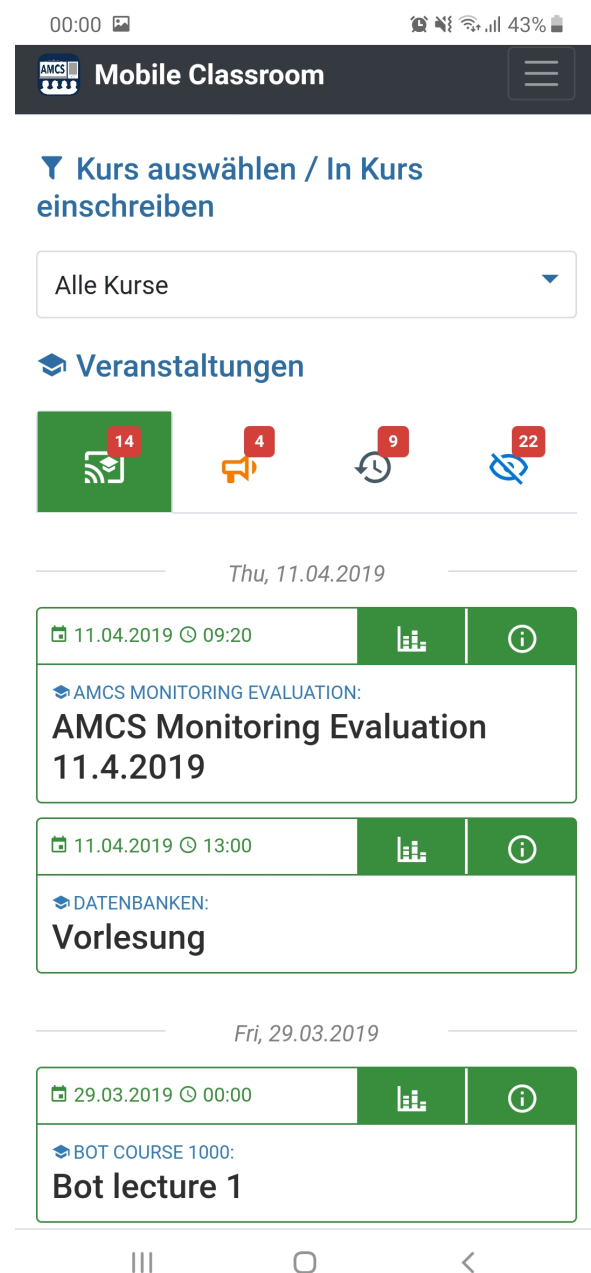 00:00
43%
AMCS
Mobile Classroom
Kurs auswählen / In Kurs
einschreiben
Alle Kurse
Veranstaltungen
14
4
9
22
Thu, 11.04.2019
11.04.2019 09:20
AMCS MONITORING EVALUATION:
AMCS Monitoring Evaluation
11.4.2019
11.04.2019 13:00
DATENBANKEN:
Vorlesung
Fri, 29.03.2019
29.03.2019 00:00
BOT COURSE 1000:
Bot lecture 1